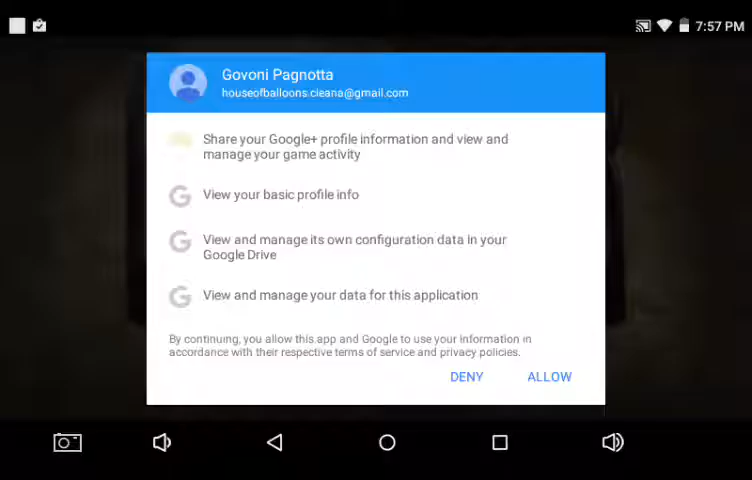 7:57 PM
Govoni Pagnotta
houseofballoons.cleana@gmail.com
Share your Google+ profile information and view and
manage your game activity
View your basic profile info
View and manage its own configuration data in your
Google Drive
View and manage your data for this application
By continuing, you allow this app and Google to use your information in
accordance with their respective terms of service and privacy policies.
DENY ALLOW